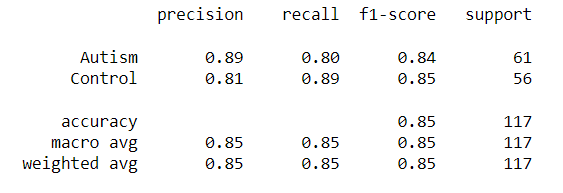 precision recall f1-score support
Autism 0.89 0.80 0.84 61
Control 0.81 0.89 0.85 56
accuracy 0.85 117
macro avg 0.85 0.85 0.85 117
weighted avg 0.85 0.85 0.85 117